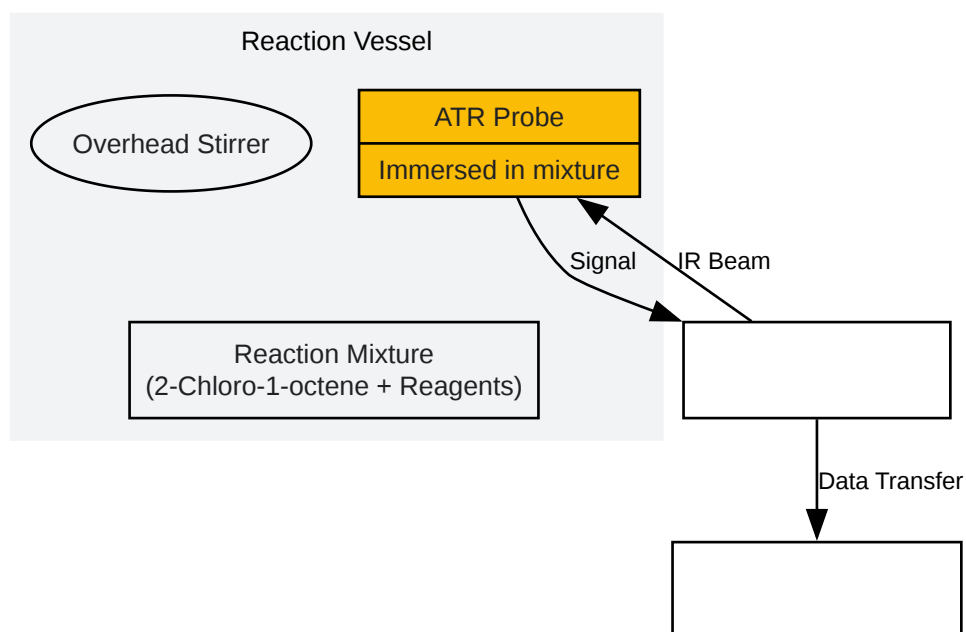 Reaction Vessel
Overhead Stirrer
ATR Probe
Immersed in mixture
Signal
IR Beam
Reaction Mixture
(2-Chloro-1-octene + Reagents)
Data Transfer